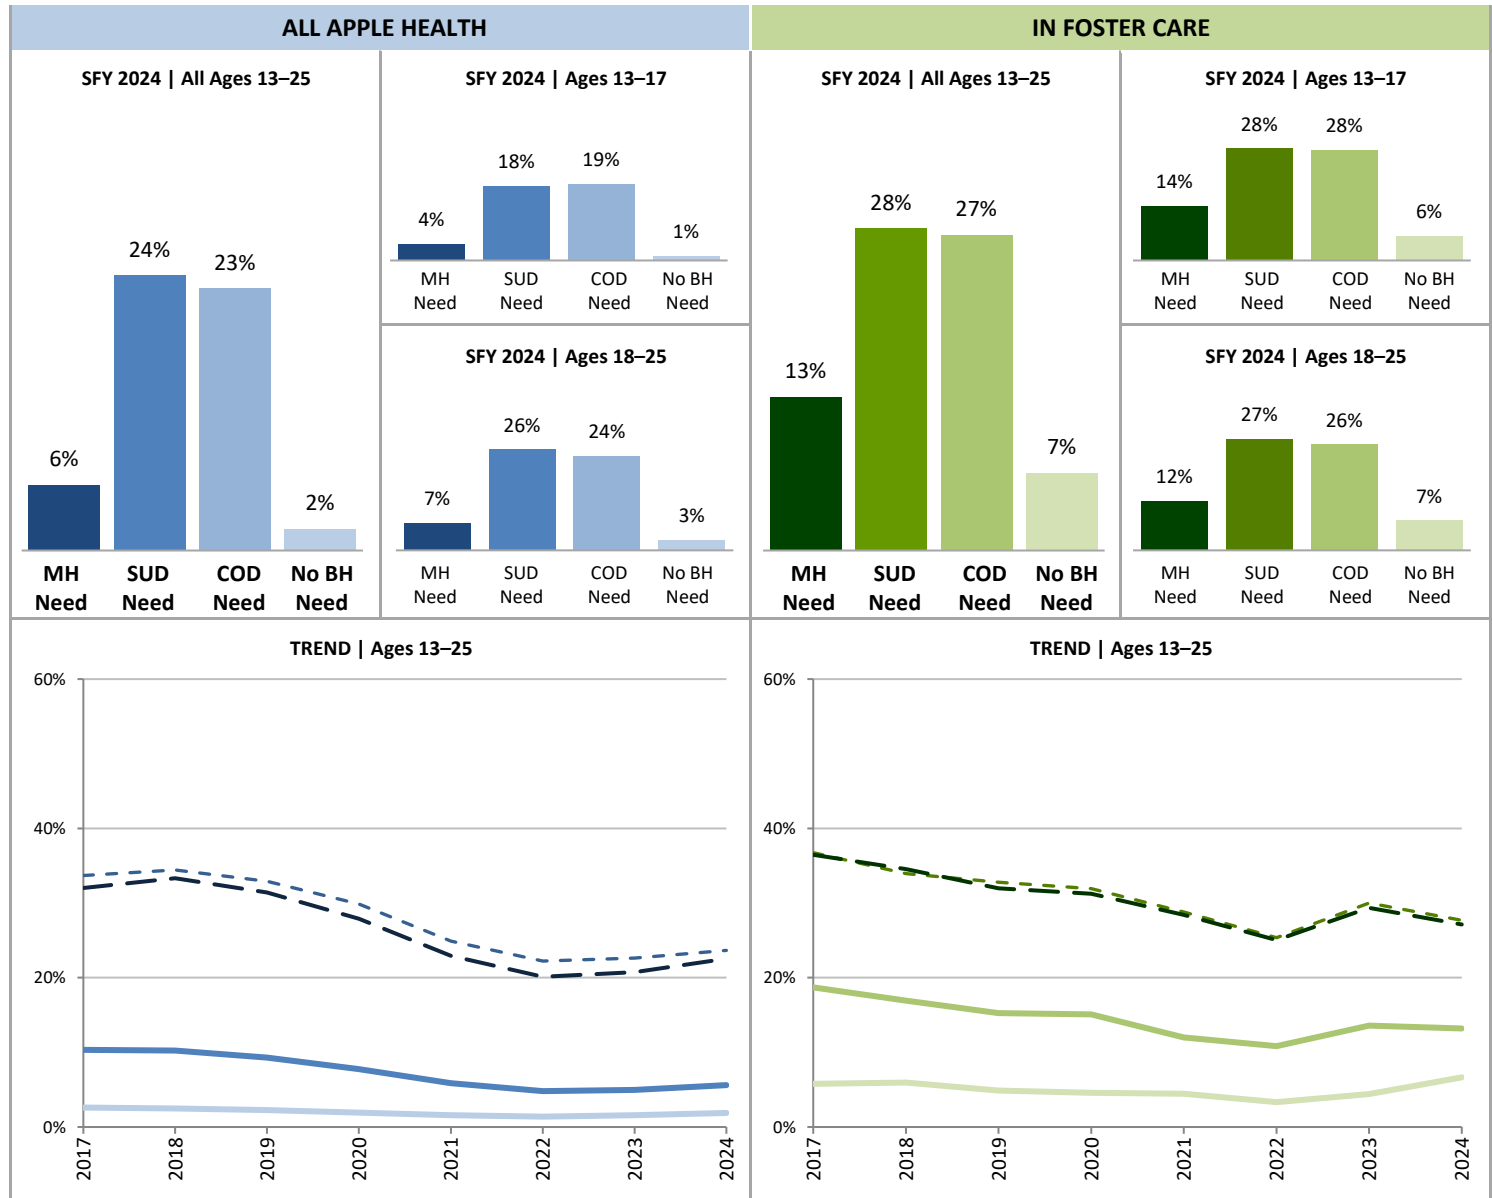 ALL APPLE HEALTH
SFY 2024 | All Ages 13–25
6%
24%
23%
2%
MH Need
SUD Need
COD Need
No BH Need
SFY 2024 | Ages 13–17
4%
18%
19%
1%
MH Need
SUD Need
COD Need
No BH Need
SFY 2024 | Ages 18–25
7%
26%
24%
3%
MH Need
SUD Need
COD Need
No BH Need
TREND | Ages 13–25
60%
40%
20%
0%
2017
2018
2019
2020
2021
2022
2023
2024
IN FOSTER CARE
SFY 2024 | All Ages 13–25
13%
28%
27%
7%
MH Need
SUD Need
COD Need
No BH Need
SFY 2024 | Ages 13–17
14%
28%
28%
6%
MH Need
SUD Need
COD Need
No BH Need
SFY 2024 | Ages 18–25
12%
27%
26%
7%
MH Need
SUD Need
COD Need
No BH Need
TREND | Ages 13–25
60%
40%
20%
0%
2017
2018
2019
2020
2021
2022
2023
2024